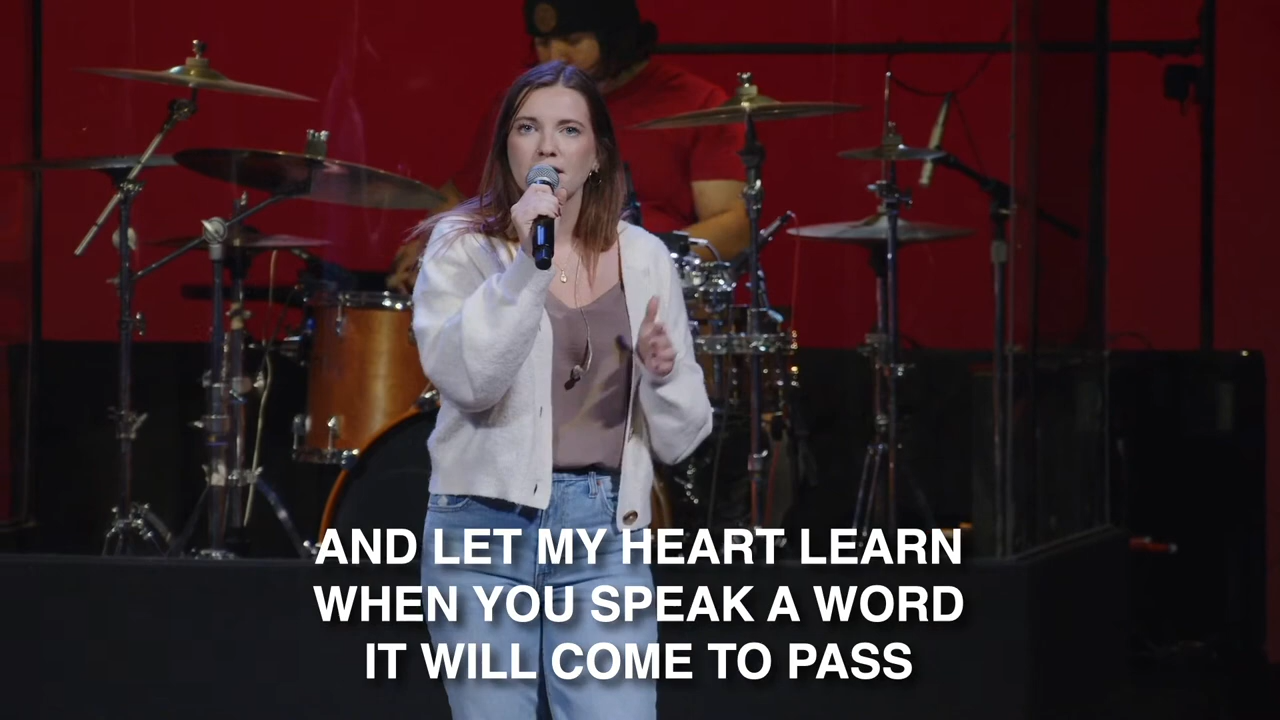 AND LET MY HEART LEARN
WHEN YOU SPEAK A WORD
IT WILL COME TO PASS